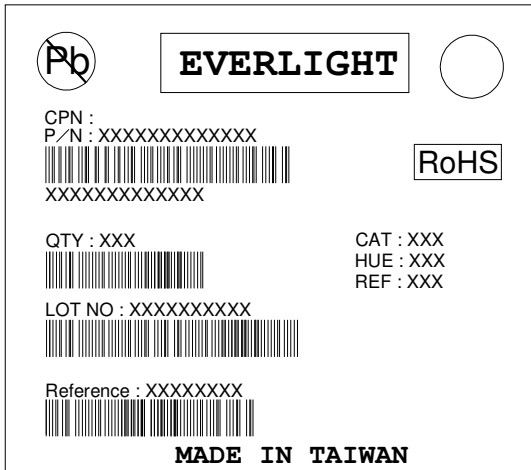 Pb
EVERLIGHT
CPN :
P/N : XXXXXXXXXXXXX
RoHS
XXXXXXXXXXXXX
QTY : XXX
CAT : XXX
HUE : XXX
REF : XXX
LOT NO : XXXXXXXXXX
Reference : XXXXXXXX
MADE IN TAIWAN